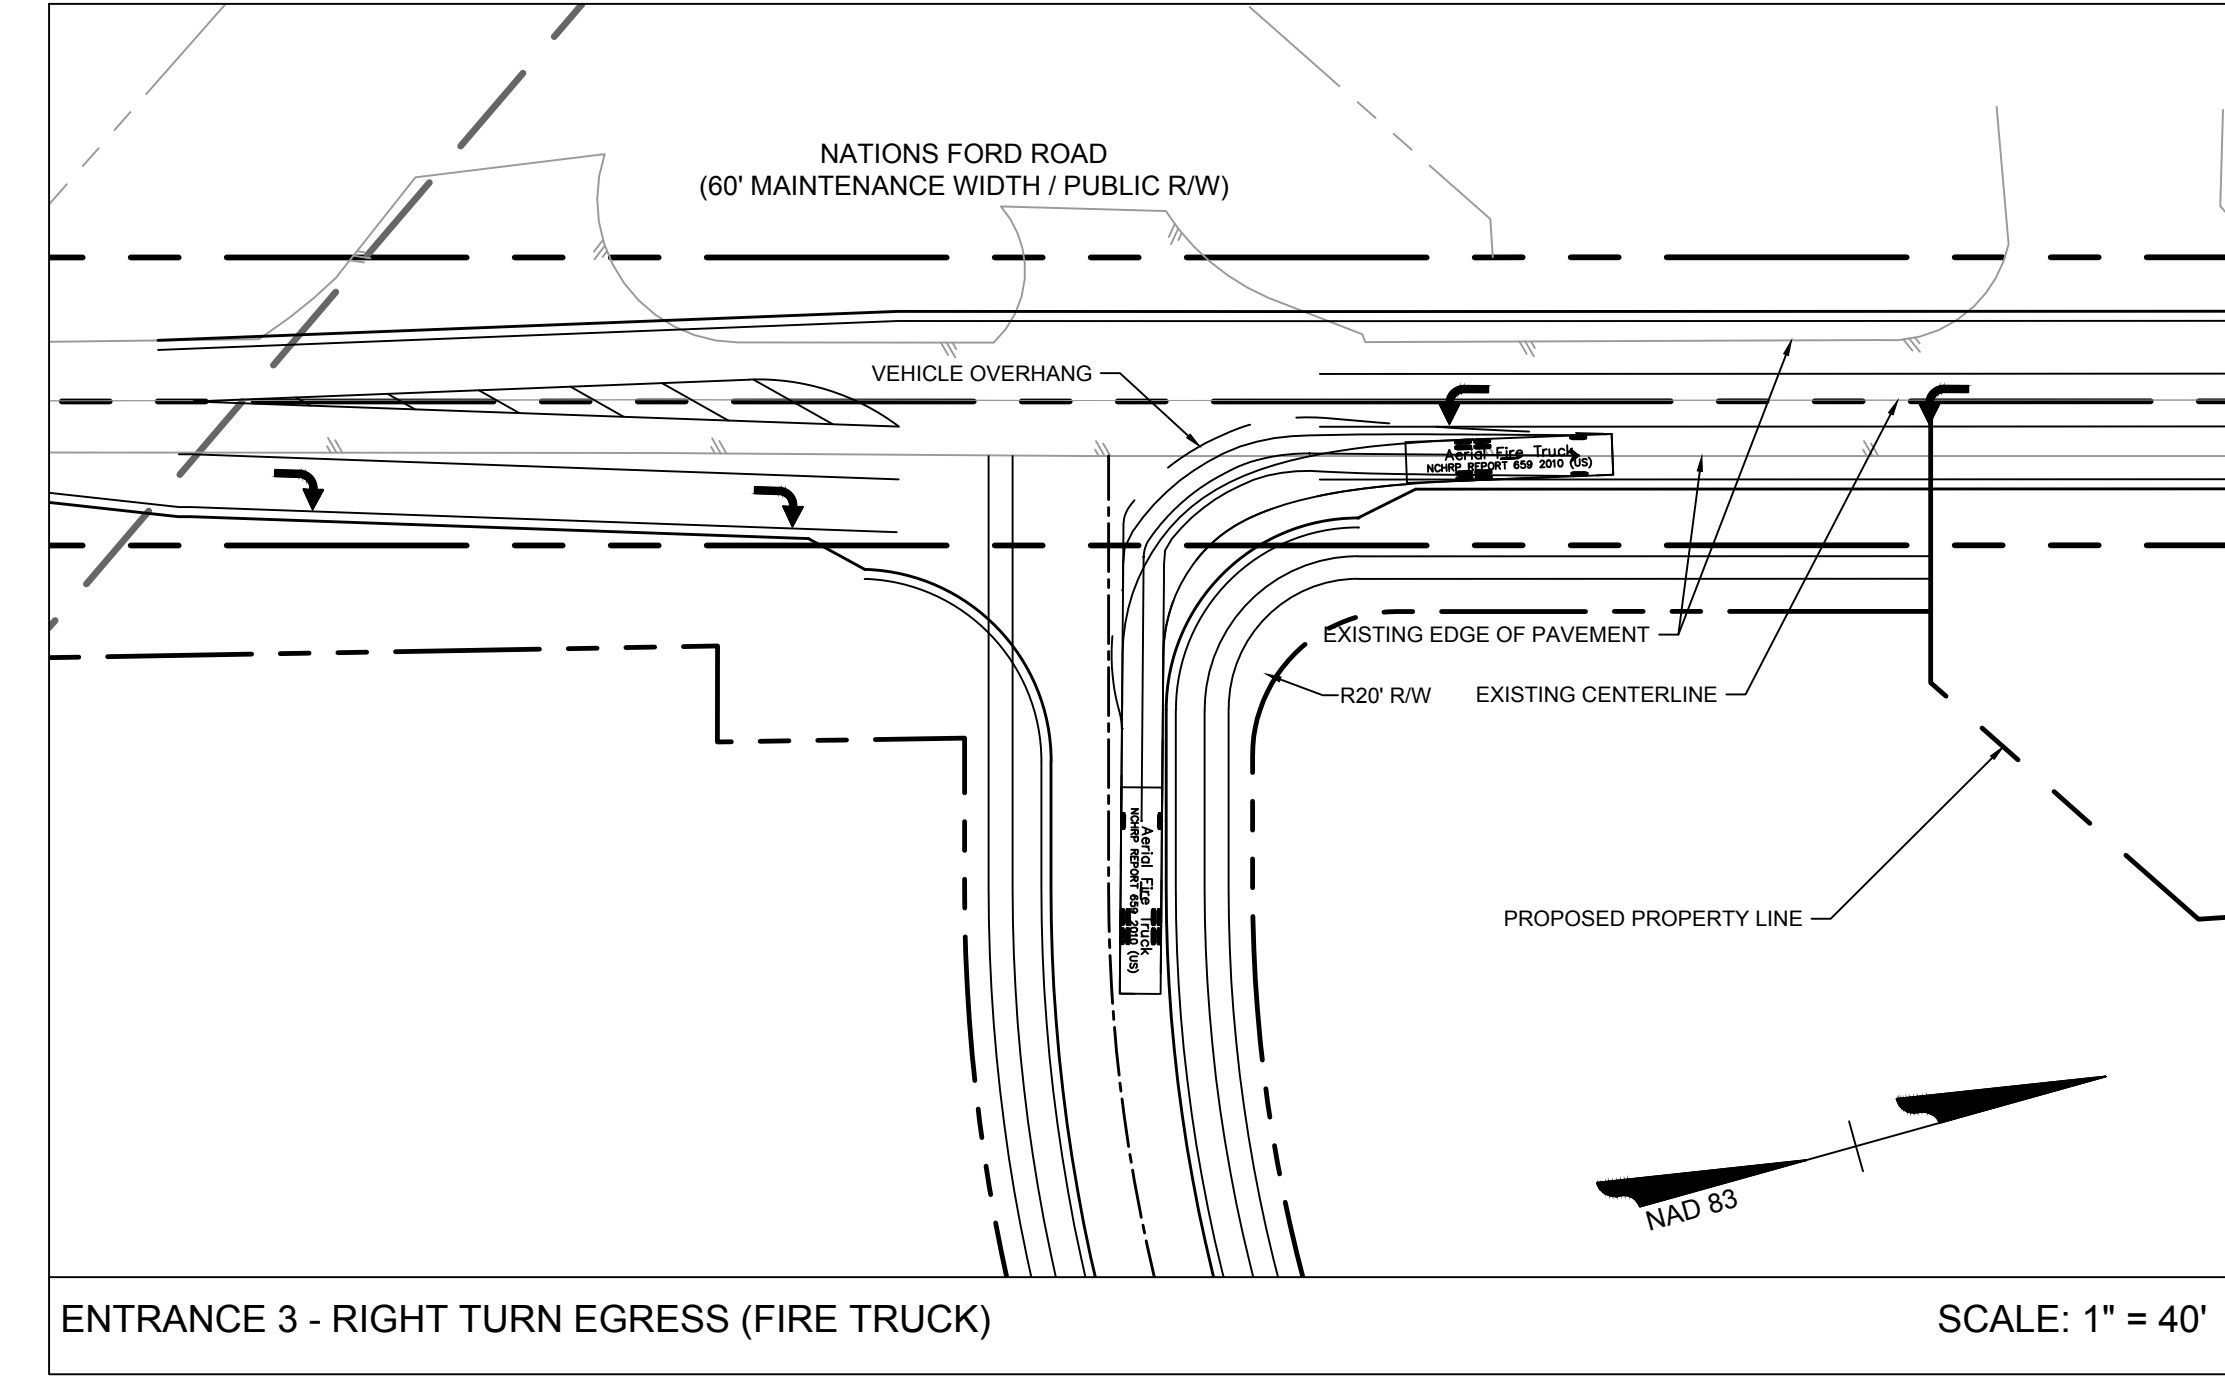 NATIONS FORD ROAD
(60' MAINTENANCE WIDTH / PUBLIC R/W)
VEHICLE OVERHANG
Aerial Fire Truck
NCHRP REPORT 659 2010 (US)
EXISTING EDGE OF PAVEMENT
R20' R/W
EXISTING CENTERLINE
Aerial Fire Truck
NCHRP REPORT 659 2010 (US)
PROPOSED PROPERTY LINE
NAD 83
ENTRANCE 3 - RIGHT TURN EGRESS (FIRE TRUCK)
SCALE: 1" = 40'